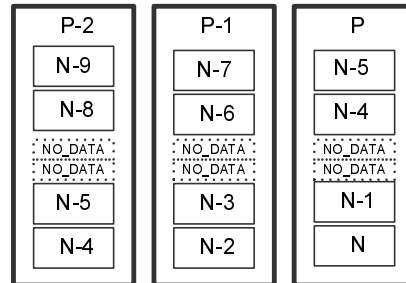 P-2
N-9
N-8
NO_DATA
NO_DATA
N-5
N-4
P-1
N-7
N-6
NO_DATA
NO_DATA
N-3
N-2
P
N-5
N-4
NO_DATA
NO_DATA
N-1
N